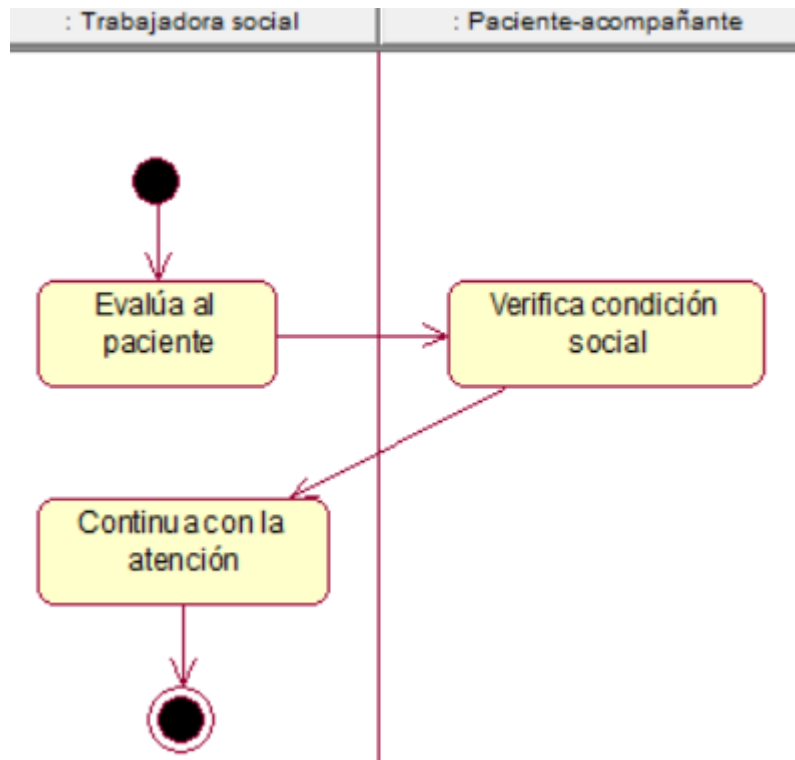 : Trabajadora social
: Paciente-acompañante
Evalúa al
paciente
Verifica condición
social
Continua con la
atención